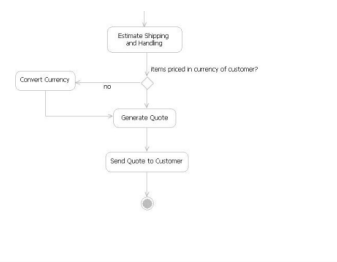 Estimate Shipping
and Handling
items priced in currency of customer?
Convert Currency
no
Generate Quote
Send Quote to Customer